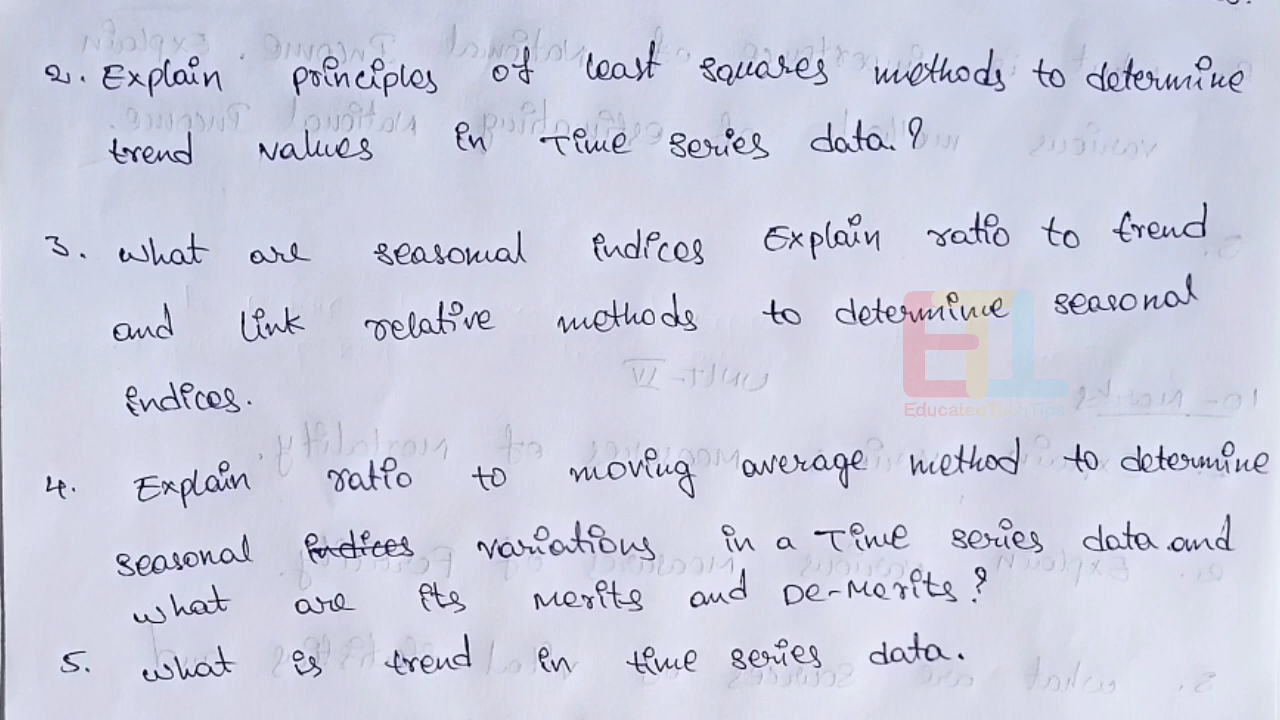 2. Explain principles of least squares methods to determine
trend values in Time series data.?
3. what are seasonal indices Explain ratio to trend
and link relative methods to determine seasonal
indices.
EducatedTechTips
4. Explain ratio to moving average method to determine
seasonal indices variations in a Time series data and
what are its merits and De-merits?
5. what is trend in time series data.